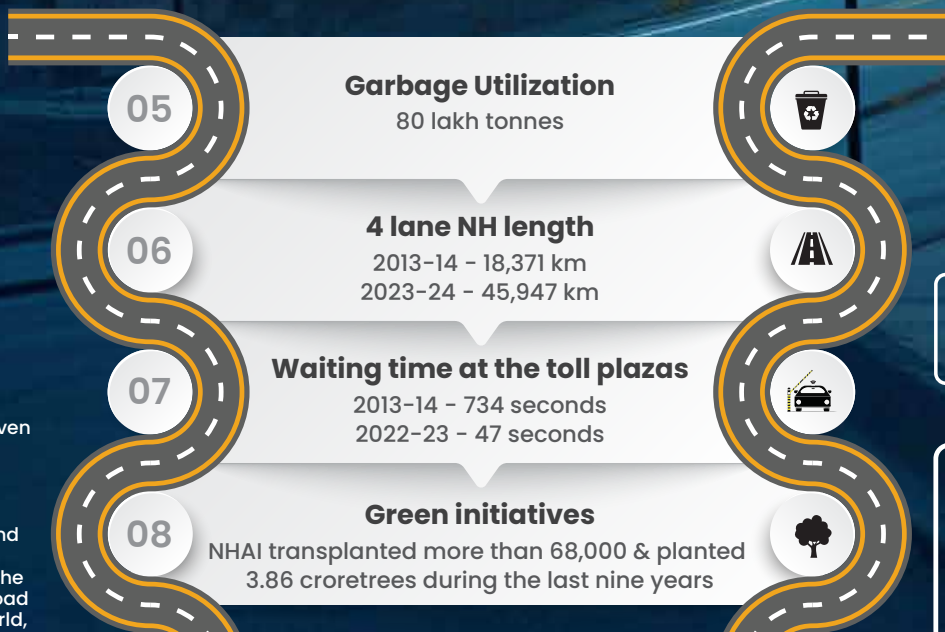 05
Garbage Utilization
80 lakh tonnes
06
4 lane NH length
2013-14 - 18,371 km
2023-24 - 45,947 km
07
Waiting time at the toll plazas
2013-14 - 734 seconds
2022-23 - 47 seconds
08
Green initiatives
NHAI transplanted more than 68,000 & planted
3.86 croretrees during the last nine years